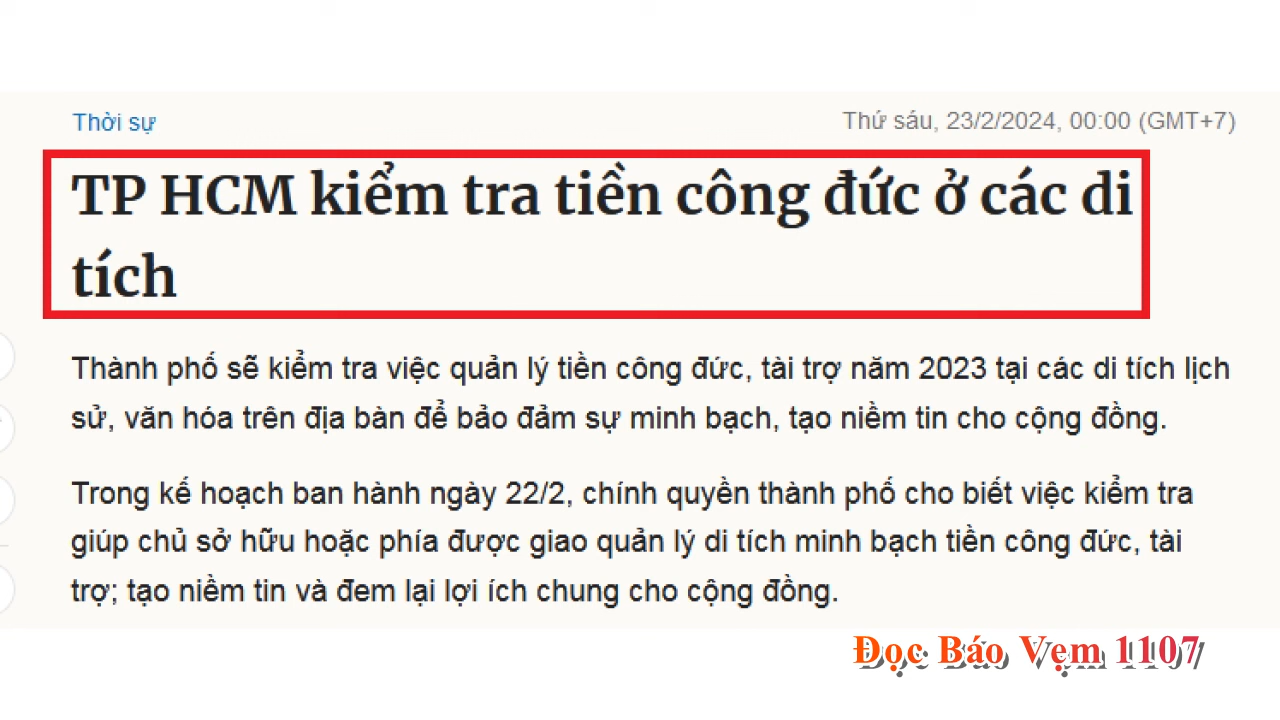 Thời sự
Thứ sáu, 23/2/2024, 00:00 (GMT+7)
TP HCM kiểm tra tiền công đức ở các di
tích
Thành phố sẽ kiểm tra việc quản lý tiền công đức, tài trợ năm 2023 tại các di tích lịch
sử, văn hóa trên địa bàn để bảo đảm sự minh bạch, tạo niềm tin cho cộng đồng.
Trong kế hoạch ban hành ngày 22/2, chính quyền thành phố cho biết việc kiểm tra
giúp chủ sở hữu hoặc phía được giao quản lý di tích minh bạch tiền công đức, tài
trợ; tạo niềm tin và đem lại lợi ích chung cho cộng đồng.
Đọc Báo Vẹm 1107